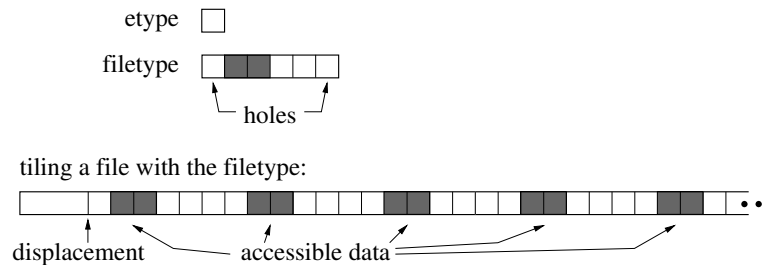 etype
filetype
holes
tiling a file with the filetype:
displacement
accessible data